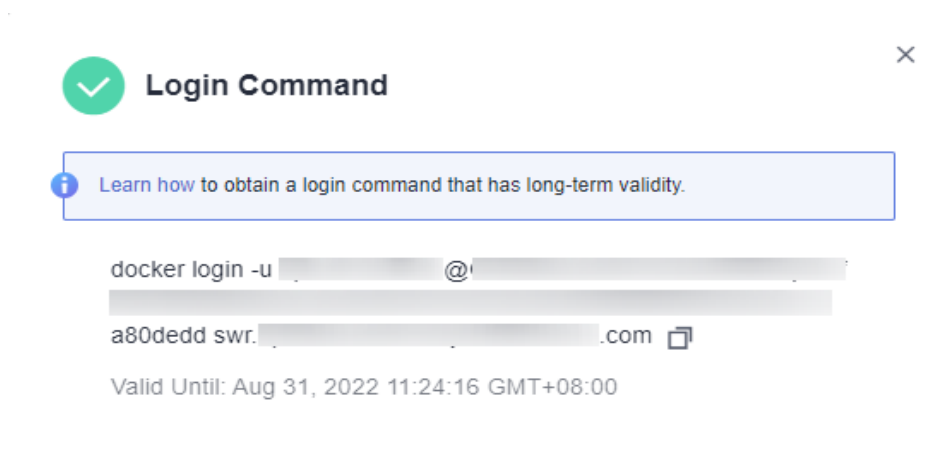 Login Command
Learn how to obtain a login command that has long-term validity.
docker login -u @
a80dedd swr. .com
Valid Until: Aug 31, 2022 11:24:16 GMT+08:00